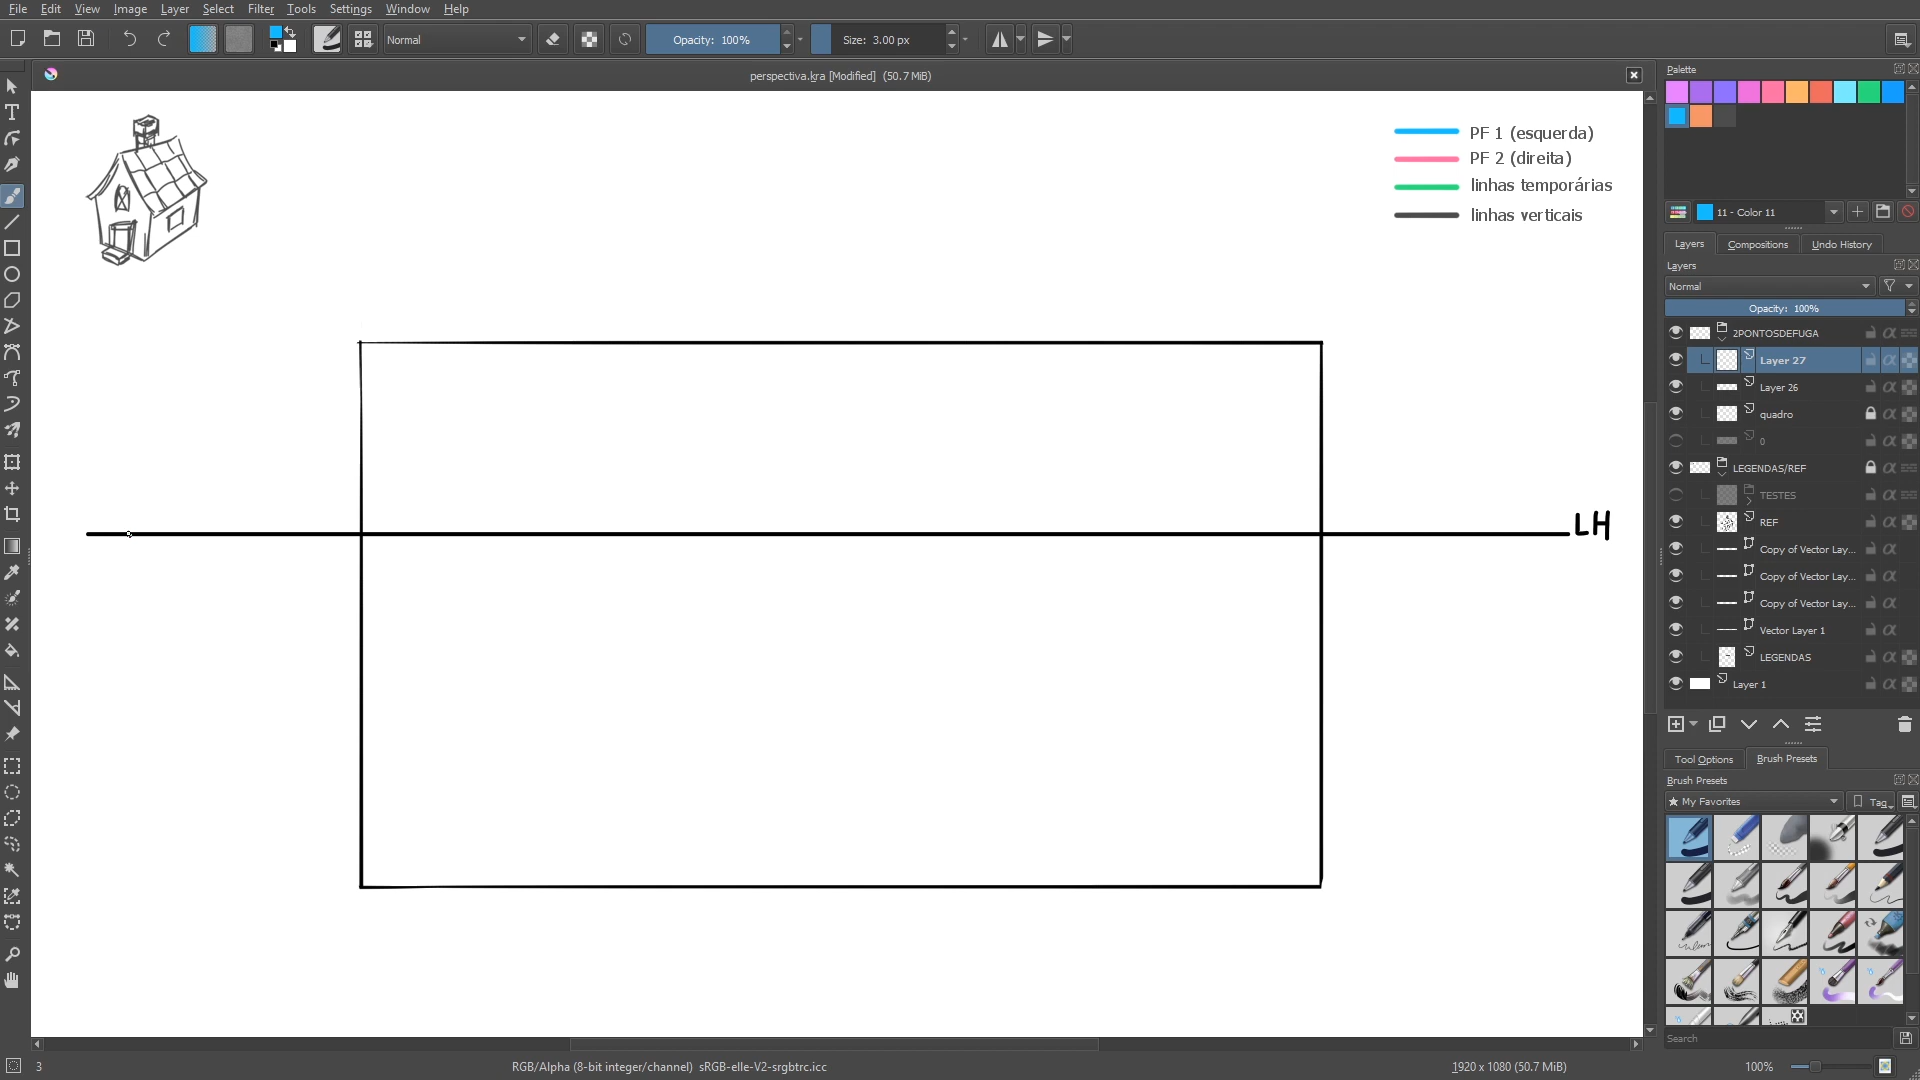 File Edit View Image Layer Select Filter Tools Settings Window Help
Normal Opacity: 100% Size: 3.00 px
perspectiva.kra [Modified] (50.7 MiB)
Palette
PF 1 (esquerda)
PF 2 (direita)
linhas temporárias
linhas verticais
LH
11 - Color 11
Layers Compositions Undo History
Layers
Normal
Opacity: 100%
2PONTOSDEFUGA
Layer 27
Layer 26
quadro
0
LEGENDAS/REF
TESTES
REF
Copy of Vector Lay...
Copy of Vector Lay...
Copy of Vector Lay...
Vector Layer 1
LEGENDAS
Layer 1
Tool Options Brush Presets
Brush Presets
★ My Favorites Tag
Search
3 RGB/Alpha (8-bit integer/channel) sRGB-elle-V2-srgbtrc.icc 1920 x 1080 (50.7 MiB) 100%